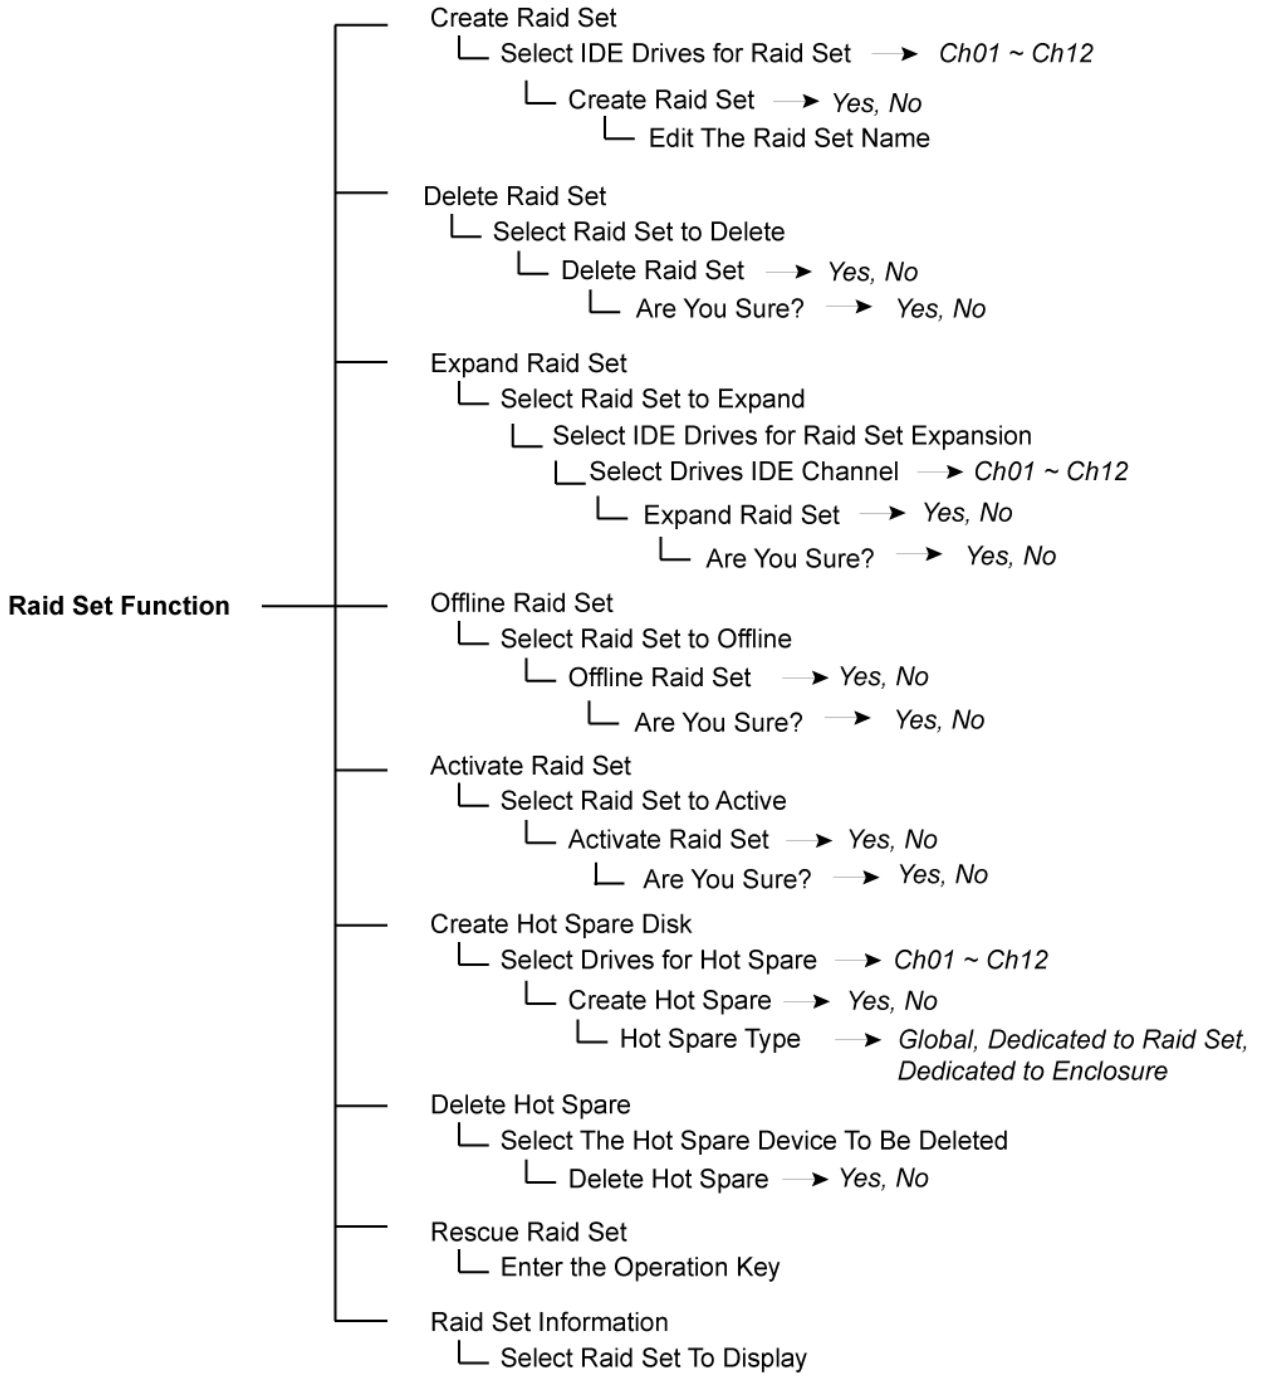 Create Raid Set
Select IDE Drives for Raid Set Ch01 ~ Ch12
Create Raid Set Yes, No
Edit The Raid Set Name
Delete Raid Set
Select Raid Set to Delete
Delete Raid Set Yes, No
Are You Sure? Yes, No
Expand Raid Set
Select Raid Set to Expand
Select IDE Drives for Raid Set Expansion
Select Drives IDE Channel Ch01 ~ Ch12
Expand Raid Set Yes, No
Are You Sure? Yes, No
Raid Set Function
Offline Raid Set
Select Raid Set to Offline
Offline Raid Set Yes, No
Are You Sure? Yes, No
Activate Raid Set
Select Raid Set to Active
Activate Raid Set Yes, No
Are You Sure? Yes, No
Create Hot Spare Disk
Select Drives for Hot Spare Ch01 ~ Ch12
Create Hot Spare Yes, No
Hot Spare Type Global, Dedicated to Raid Set,
Dedicated to Enclosure
Delete Hot Spare
Select The Hot Spare Device To Be Deleted
Delete Hot Spare Yes, No
Rescue Raid Set
Enter the Operation Key
Raid Set Information
Select Raid Set To Display